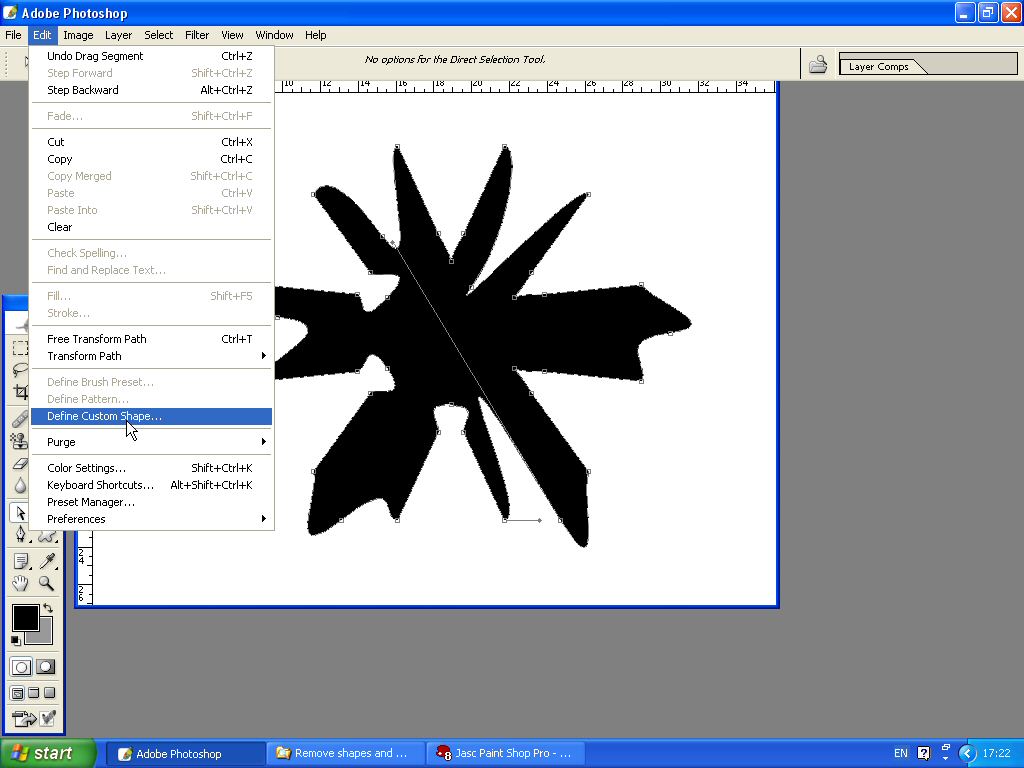 Adobe Photoshop
File Edit Image Layer Select Filter View Window Help
No options for the Direct Selection Tool.
Layer Comps
Undo Drag Segment Ctrl+Z
Step Forward Shift+Ctrl+Z
Step Backward Alt+Ctrl+Z
Fade... Shift+Ctrl+F
Cut Ctrl+X
Copy Ctrl+C
Copy Merged Shift+Ctrl+C
Paste Ctrl+V
Paste Into Shift+Ctrl+V
Clear
Check Spelling...
Find and Replace Text...
Fill... Shift+F5
Stroke...
Free Transform Path Ctrl+T
Transform Path
Define Brush Preset...
Define Pattern...
Define Custom Shape...
Purge
Color Settings... Shift+Ctrl+K
Keyboard Shortcuts... Alt+Shift+Ctrl+K
Preset Manager...
Preferences
10 12 14 16 18 20 22 24 26 28 30 32 34
24
26
start Adobe Photoshop Remove shapes and ... Jasc Paint Shop Pro - ... EN 17:22